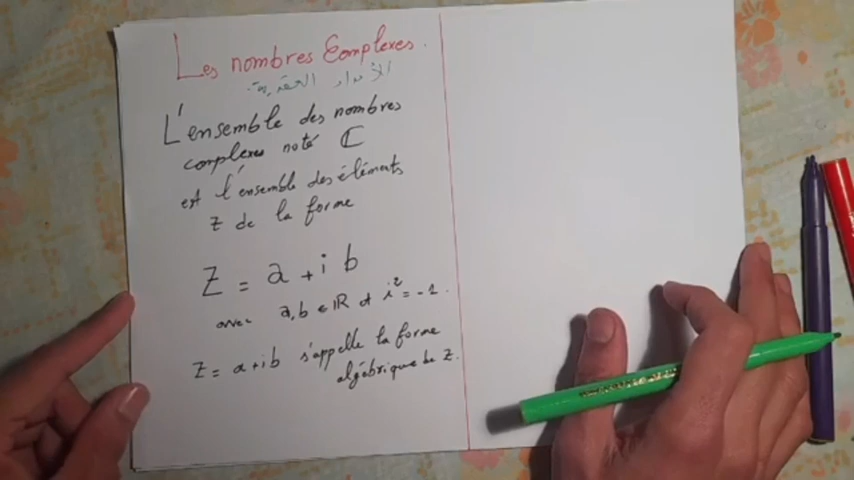 Les nombres Complexes.
الأعداد العقدية.
L'ensemble des nombres
complexes noté ℂ
est l'ensemble des éléments
z de la forme
Z = a + i b
avec a, b ∈ ℝ et i² = -1.
Z = a + ib s'appelle la forme
algébrique de Z.